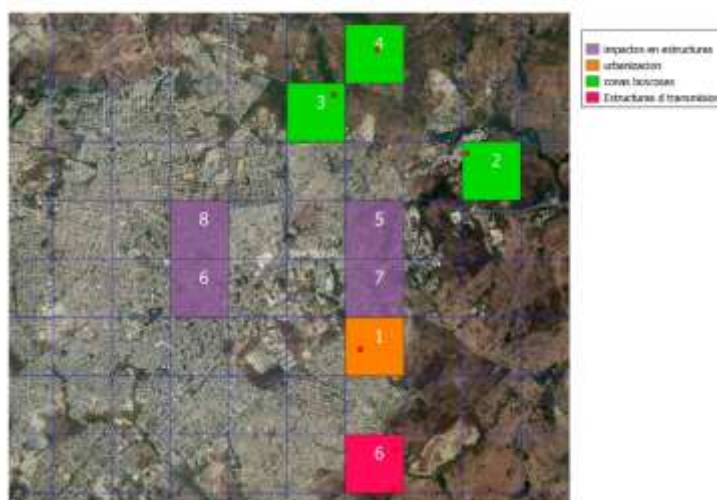 4
3
2
8 5
6 7
1
6
impactos en estructuras
urbanizacion
zonas boscosas
Estructuras d transmision